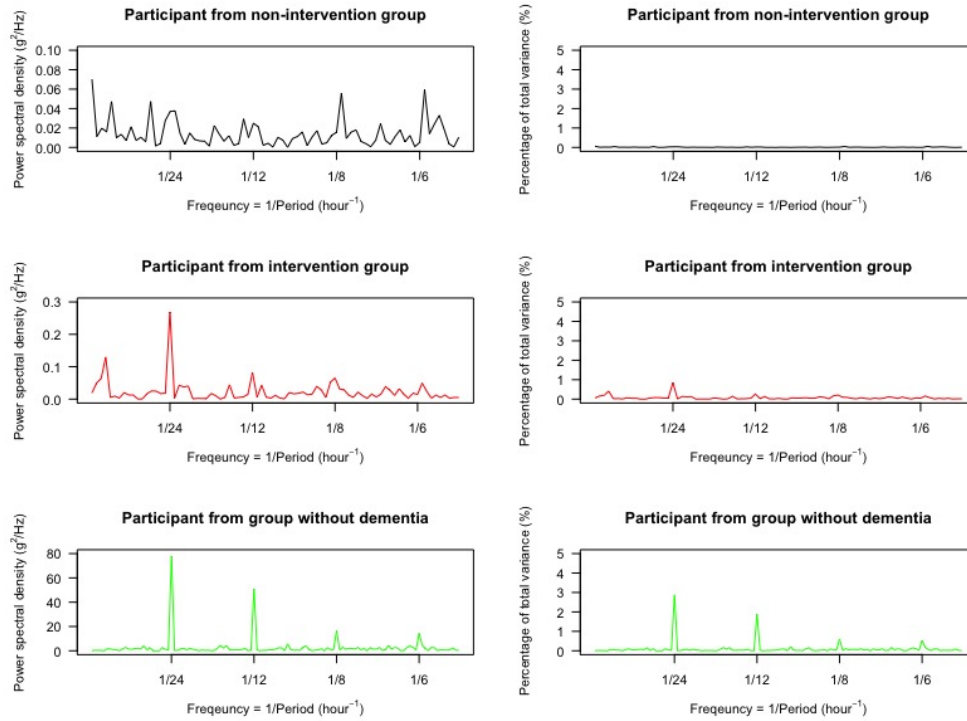 Participant from non-intervention group
Power spectral density (g²/Hz)
0.10
0.08
0.06
0.04
0.02
0.00
1/24 1/12 1/8 1/6
Freqeuncy = 1/Period (hour⁻¹)
Participant from non-intervention group
Percentage of total variance (%)
5
4
3
2
1
0
1/24 1/12 1/8 1/6
Freqeuncy = 1/Period (hour⁻¹)
Participant from intervention group
Power spectral density (g²/Hz)
0.3
0.2
0.1
0.0
1/24 1/12 1/8 1/6
Freqeuncy = 1/Period (hour⁻¹)
Participant from intervention group
Percentage of total variance (%)
5
4
3
2
1
0
1/24 1/12 1/8 1/6
Freqeuncy = 1/Period (hour⁻¹)
Participant from group without dementia
Power spectral density (g²/Hz)
80
60
40
20
0
1/24 1/12 1/8 1/6
Freqeuncy = 1/Period (hour⁻¹)
Participant from group without dementia
Percentage of total variance (%)
5
4
3
2
1
0
1/24 1/12 1/8 1/6
Freqeuncy = 1/Period (hour⁻¹)